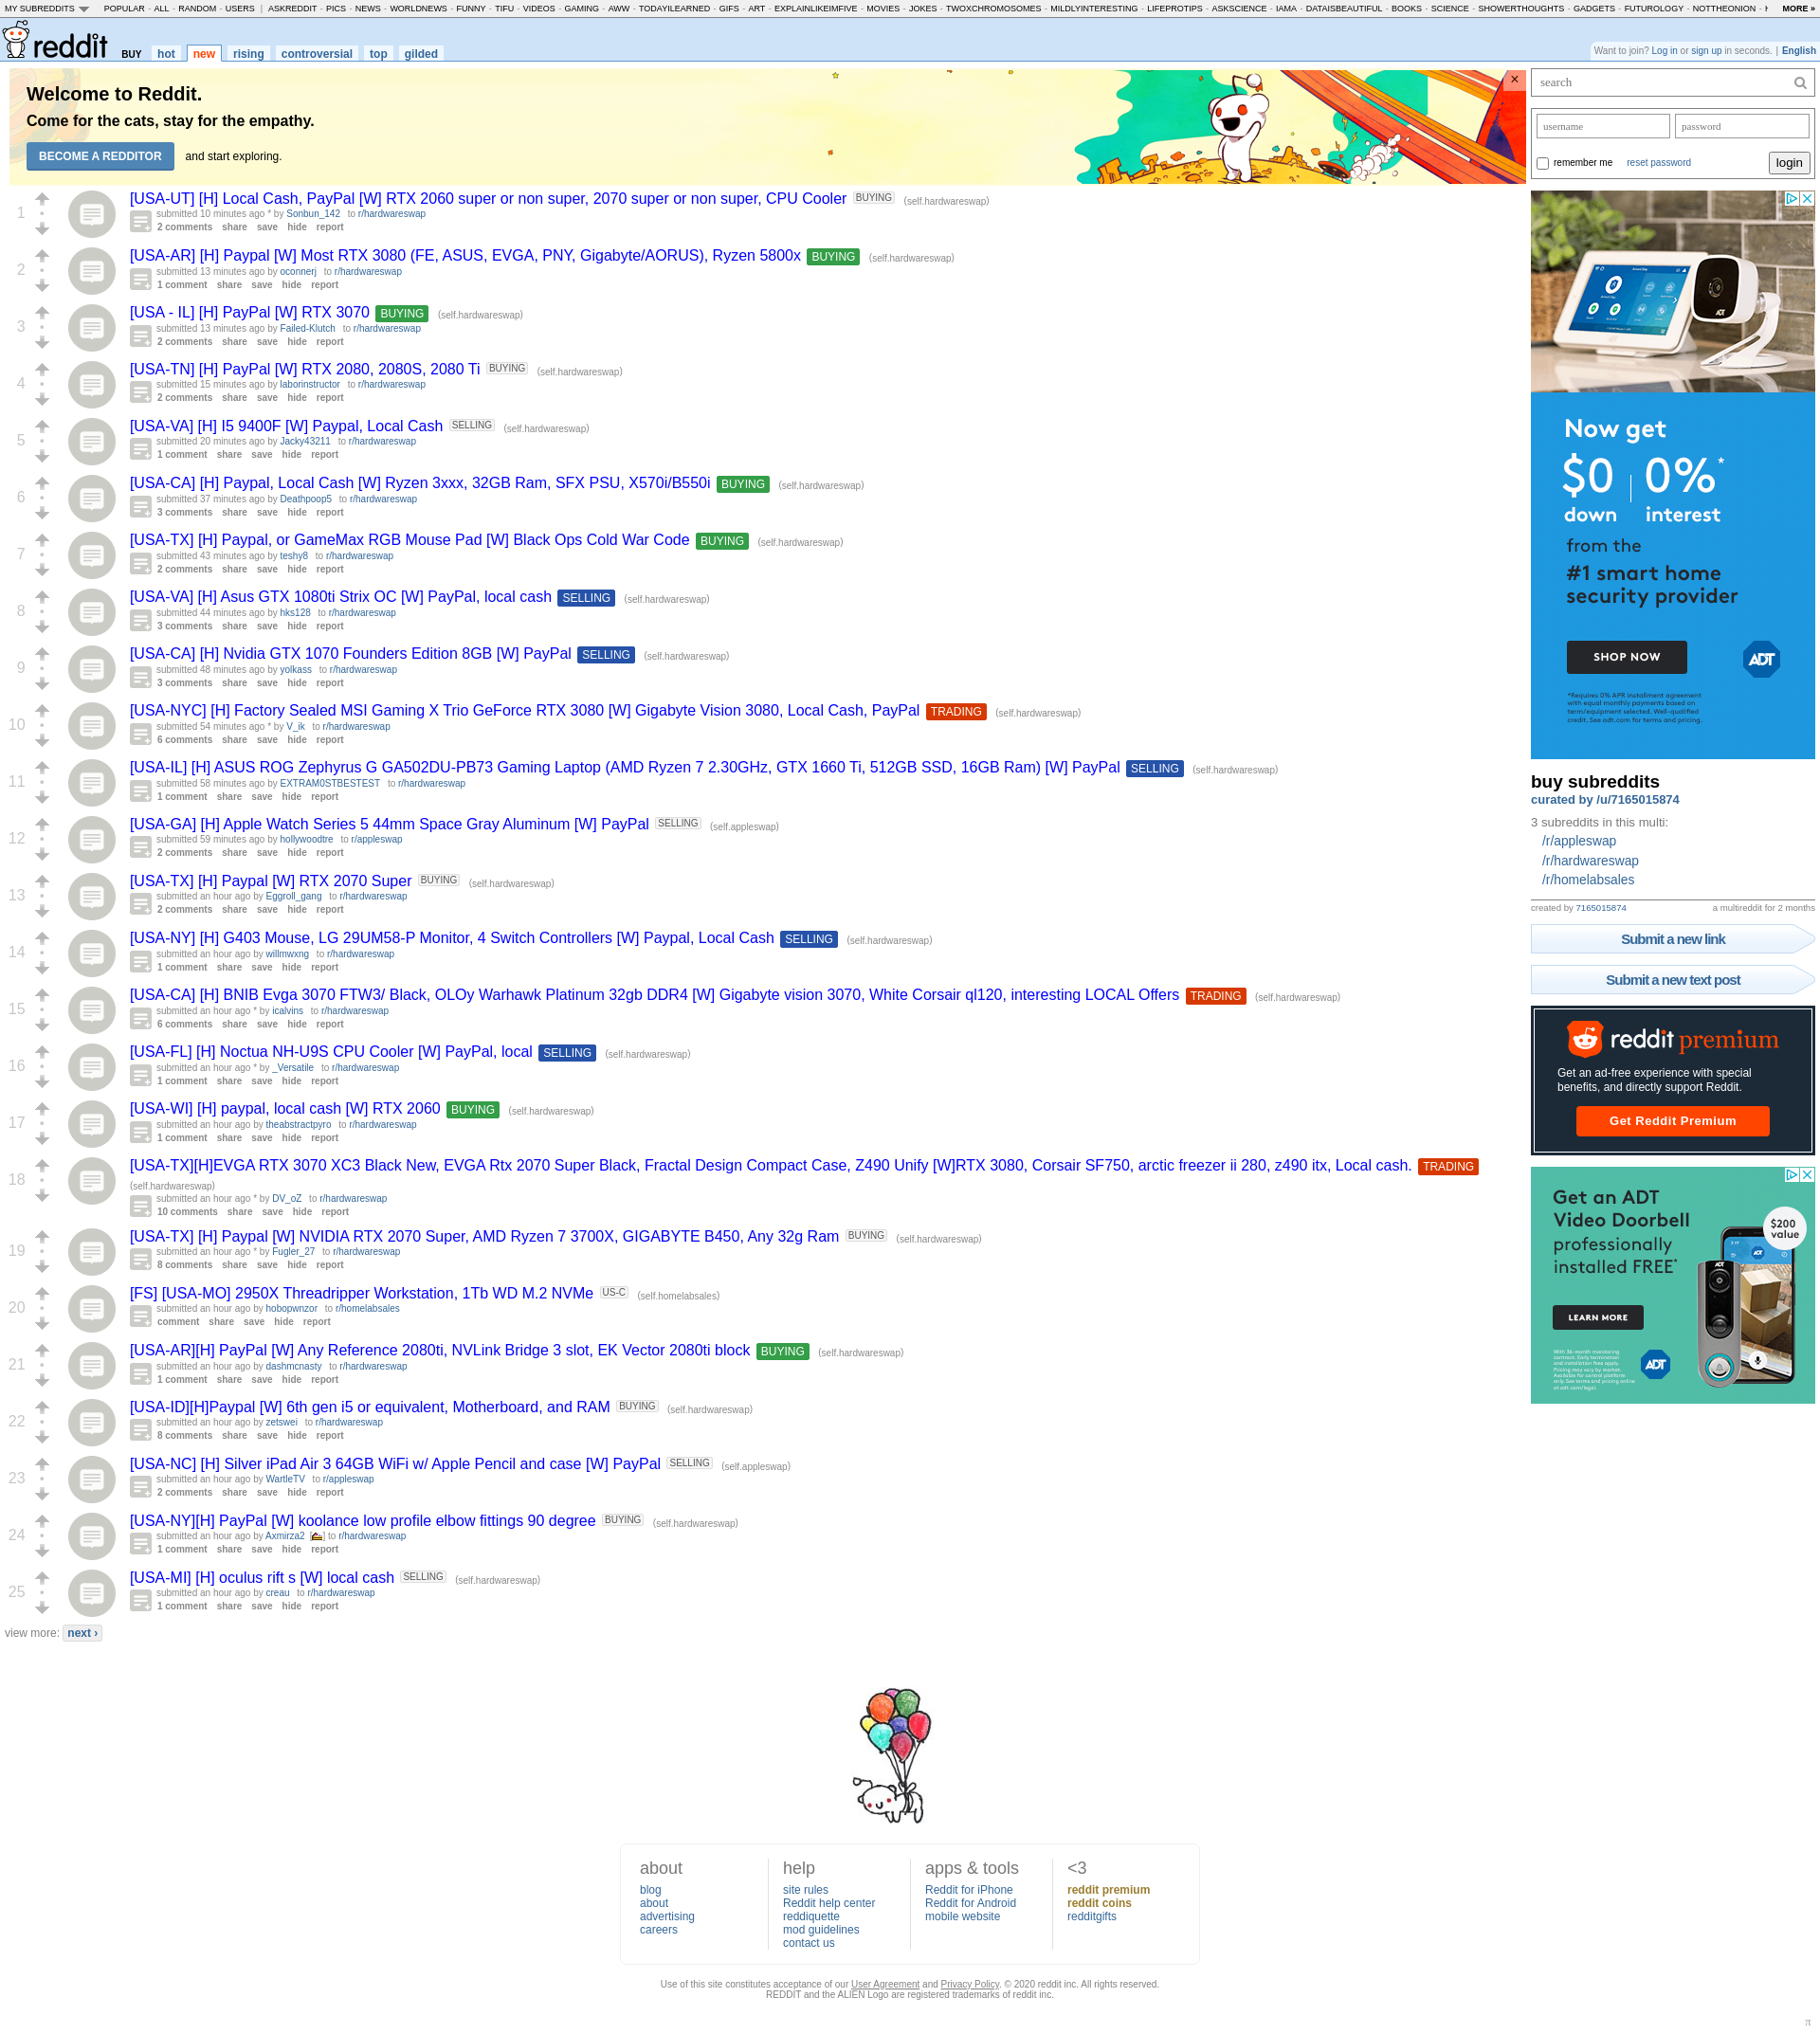 MY SUBREDDITS POPULAR - ALL - RANDOM - USERS | ASKREDDIT - PICS - NEWS - WORLDNEWS - FUNNY - TIFU - VIDEOS - GAMING - AWW - TODAYILEARNED - GIFS - ART - EXPLAINLIKEIMFIVE - MOVIES - JOKES - TWOXCHROMOSOMES - MILDLYINTERESTING - LIFEPROTIPS - ASKSCIENCE - IAMA - DATAISBEAUTIFUL - BOOKS - SCIENCE - SHOWERTHOUGHTS - GADGETS - FUTUROLOGY - NOTTHEONION - MORE »
reddit BUY hot new rising controversial top gilded
Want to join? Log in or sign up in seconds. | English
Welcome to Reddit.
Come for the cats, stay for the empathy.
BECOME A REDDITOR and start exploring.
×
1
[USA-UT] [H] Local Cash, PayPal [W] RTX 2060 super or non super, 2070 super or non super, CPU Cooler BUYING (self.hardwareswap)
submitted 10 minutes ago * by Sonbun_142 to r/hardwareswap
2 comments share save hide report
2
[USA-AR] [H] Paypal [W] Most RTX 3080 (FE, ASUS, EVGA, PNY, Gigabyte/AORUS), Ryzen 5800x BUYING (self.hardwareswap)
submitted 13 minutes ago by oconnerj to r/hardwareswap
1 comment share save hide report
3
[USA - IL] [H] PayPal [W] RTX 3070 BUYING (self.hardwareswap)
submitted 13 minutes ago by Failed-Klutch to r/hardwareswap
2 comments share save hide report
4
[USA-TN] [H] PayPal [W] RTX 2080, 2080S, 2080 Ti BUYING (self.hardwareswap)
submitted 15 minutes ago by laborinstructor to r/hardwareswap
2 comments share save hide report
5
[USA-VA] [H] I5 9400F [W] Paypal, Local Cash SELLING (self.hardwareswap)
submitted 20 minutes ago by Jacky43211 to r/hardwareswap
1 comment share save hide report
6
[USA-CA] [H] Paypal, Local Cash [W] Ryzen 3xxx, 32GB Ram, SFX PSU, X570i/B550i BUYING (self.hardwareswap)
submitted 37 minutes ago by Deathpoop5 to r/hardwareswap
3 comments share save hide report
7
[USA-TX] [H] Paypal, or GameMax RGB Mouse Pad [W] Black Ops Cold War Code BUYING (self.hardwareswap)
submitted 43 minutes ago by teshy8 to r/hardwareswap
2 comments share save hide report
8
[USA-VA] [H] Asus GTX 1080ti Strix OC [W] PayPal, local cash SELLING (self.hardwareswap)
submitted 44 minutes ago by hks128 to r/hardwareswap
3 comments share save hide report
9
[USA-CA] [H] Nvidia GTX 1070 Founders Edition 8GB [W] PayPal SELLING (self.hardwareswap)
submitted 48 minutes ago by yolkass to r/hardwareswap
3 comments share save hide report
10
[USA-NYC] [H] Factory Sealed MSI Gaming X Trio GeForce RTX 3080 [W] Gigabyte Vision 3080, Local Cash, PayPal TRADING (self.hardwareswap)
submitted 54 minutes ago * by V_ik to r/hardwareswap
6 comments share save hide report
11
[USA-IL] [H] ASUS ROG Zephyrus G GA502DU-PB73 Gaming Laptop (AMD Ryzen 7 2.30GHz, GTX 1660 Ti, 512GB SSD, 16GB Ram) [W] PayPal SELLING (self.hardwareswap)
submitted 58 minutes ago by EXTRAM0STBESTEST to r/hardwareswap
1 comment share save hide report
12
[USA-GA] [H] Apple Watch Series 5 44mm Space Gray Aluminum [W] PayPal SELLING (self.appleswap)
submitted 59 minutes ago by hollywoodtre to r/appleswap
2 comments share save hide report
13
[USA-TX] [H] Paypal [W] RTX 2070 Super BUYING (self.hardwareswap)
submitted an hour ago by Eggroll_gang to r/hardwareswap
2 comments share save hide report
14
[USA-NY] [H] G403 Mouse, LG 29UM58-P Monitor, 4 Switch Controllers [W] Paypal, Local Cash SELLING (self.hardwareswap)
submitted an hour ago by willmwxng to r/hardwareswap
1 comment share save hide report
15
[USA-CA] [H] BNIB Evga 3070 FTW3/ Black, OLOy Warhawk Platinum 32gb DDR4 [W] Gigabyte vision 3070, White Corsair ql120, interesting LOCAL Offers TRADING (self.hardwareswap)
submitted an hour ago * by icalvins to r/hardwareswap
6 comments share save hide report
16
[USA-FL] [H] Noctua NH-U9S CPU Cooler [W] PayPal, local SELLING (self.hardwareswap)
submitted an hour ago * by _Versatile to r/hardwareswap
1 comment share save hide report
17
[USA-WI] [H] paypal, local cash [W] RTX 2060 BUYING (self.hardwareswap)
submitted an hour ago by theabstractpyro to r/hardwareswap
1 comment share save hide report
18
[USA-TX][H]EVGA RTX 3070 XC3 Black New, EVGA Rtx 2070 Super Black, Fractal Design Compact Case, Z490 Unify [W]RTX 3080, Corsair SF750, arctic freezer ii 280, z490 itx, Local cash. TRADING
(self.hardwareswap)
submitted an hour ago * by DV_oZ to r/hardwareswap
10 comments share save hide report
19
[USA-TX] [H] Paypal [W] NVIDIA RTX 2070 Super, AMD Ryzen 7 3700X, GIGABYTE B450, Any 32g Ram BUYING (self.hardwareswap)
submitted an hour ago * by Fugler_27 to r/hardwareswap
8 comments share save hide report
20
[FS] [USA-MO] 2950X Threadripper Workstation, 1Tb WD M.2 NVMe US-C (self.homelabsales)
submitted an hour ago by hobopwnzor to r/homelabsales
comment share save hide report
21
[USA-AR][H] PayPal [W] Any Reference 2080ti, NVLink Bridge 3 slot, EK Vector 2080ti block BUYING (self.hardwareswap)
submitted an hour ago by dashmcnasty to r/hardwareswap
1 comment share save hide report
22
[USA-ID][H]Paypal [W] 6th gen i5 or equivalent, Motherboard, and RAM BUYING (self.hardwareswap)
submitted an hour ago by zetswei to r/hardwareswap
8 comments share save hide report
23
[USA-NC] [H] Silver iPad Air 3 64GB WiFi w/ Apple Pencil and case [W] PayPal SELLING (self.appleswap)
submitted an hour ago by WartleTV to r/appleswap
2 comments share save hide report
24
[USA-NY][H] PayPal [W] koolance low profile elbow fittings 90 degree BUYING (self.hardwareswap)
submitted an hour ago by Axmirza2 [] to r/hardwareswap
1 comment share save hide report
25
[USA-MI] [H] oculus rift s [W] local cash SELLING (self.hardwareswap)
submitted an hour ago by creau to r/hardwareswap
1 comment share save hide report
view more: next ›
search
username password
remember me reset password login
Now get
$0 | 0%*
down interest
from the
#1 smart home
security provider
SHOP NOW ADT
*Requires 0% APR installment agreement
with equal monthly payments based on
term/equipment selected. Well-qualified
credit. See adt.com for terms and pricing.
buy subreddits
curated by /u/7165015874
3 subreddits in this multi:
/r/appleswap
/r/hardwareswap
/r/homelabsales
created by 7165015874 a multireddit for 2 months
Submit a new link
Submit a new text post
reddit premium
Get an ad-free experience with special
benefits, and directly support Reddit.
Get Reddit Premium
Get an ADT
Video Doorbell
professionally
installed FREE*
$200
value
LEARN MORE
ADT
about
blog
about
advertising
careers
help
site rules
Reddit help center
reddiquette
mod guidelines
contact us
apps & tools
Reddit for iPhone
Reddit for Android
mobile website
<3
reddit premium
reddit coins
redditgifts
Use of this site constitutes acceptance of our User Agreement and Privacy Policy. © 2020 reddit inc. All rights reserved.
REDDIT and the ALIEN Logo are registered trademarks of reddit inc.
π